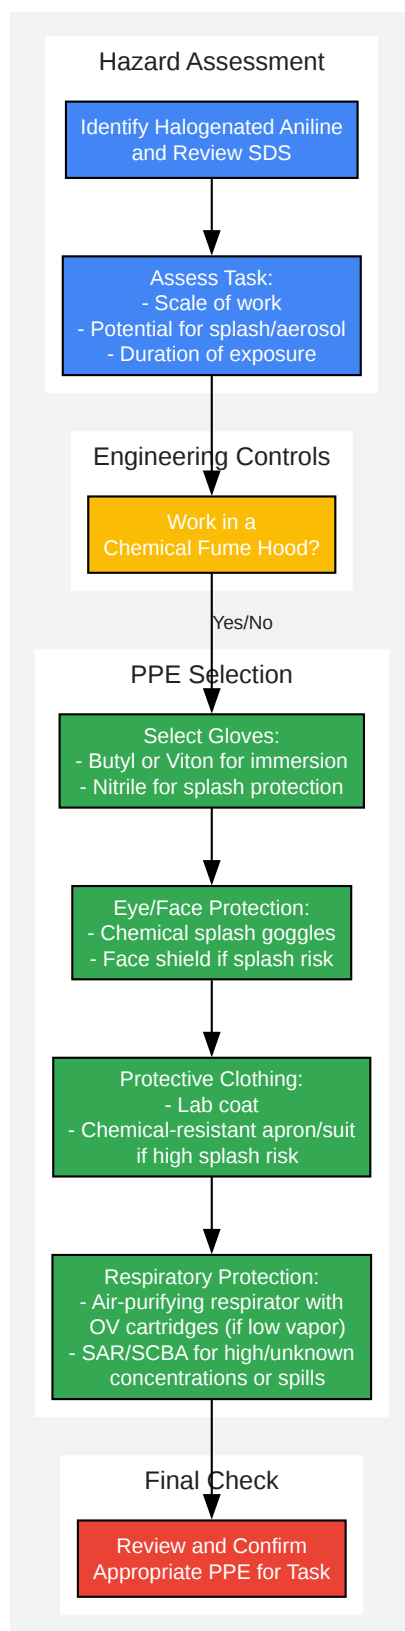 Hazard Assessment
Identify Halogenated Aniline
and Review SDS
Assess Task:
- Scale of work
- Potential for splash/aerosol
- Duration of exposure
Engineering Controls
Work in a
Chemical Fume Hood?
Yes/No
PPE Selection
Select Gloves:
- Butyl or Viton for immersion
- Nitrile for splash protection
Eye/Face Protection:
- Chemical splash goggles
- Face shield if splash risk
Protective Clothing:
- Lab coat
- Chemical-resistant apron/suit
if high splash risk
Respiratory Protection:
- Air-purifying respirator with
OV cartridges (if low vapor)
- SAR/SCBA for high/unknown
concentrations or spills
Final Check
Review and Confirm
Appropriate PPE for Task